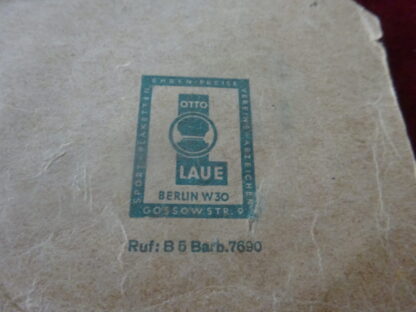 EHREN-PREISE
SPORT-PLAKETTEN
VEREINS-ABZEICHEN
OTTO
LAUE
BERLIN W30
GOSSOWSTR. 9
Ruf: B 5 Barb. 7690